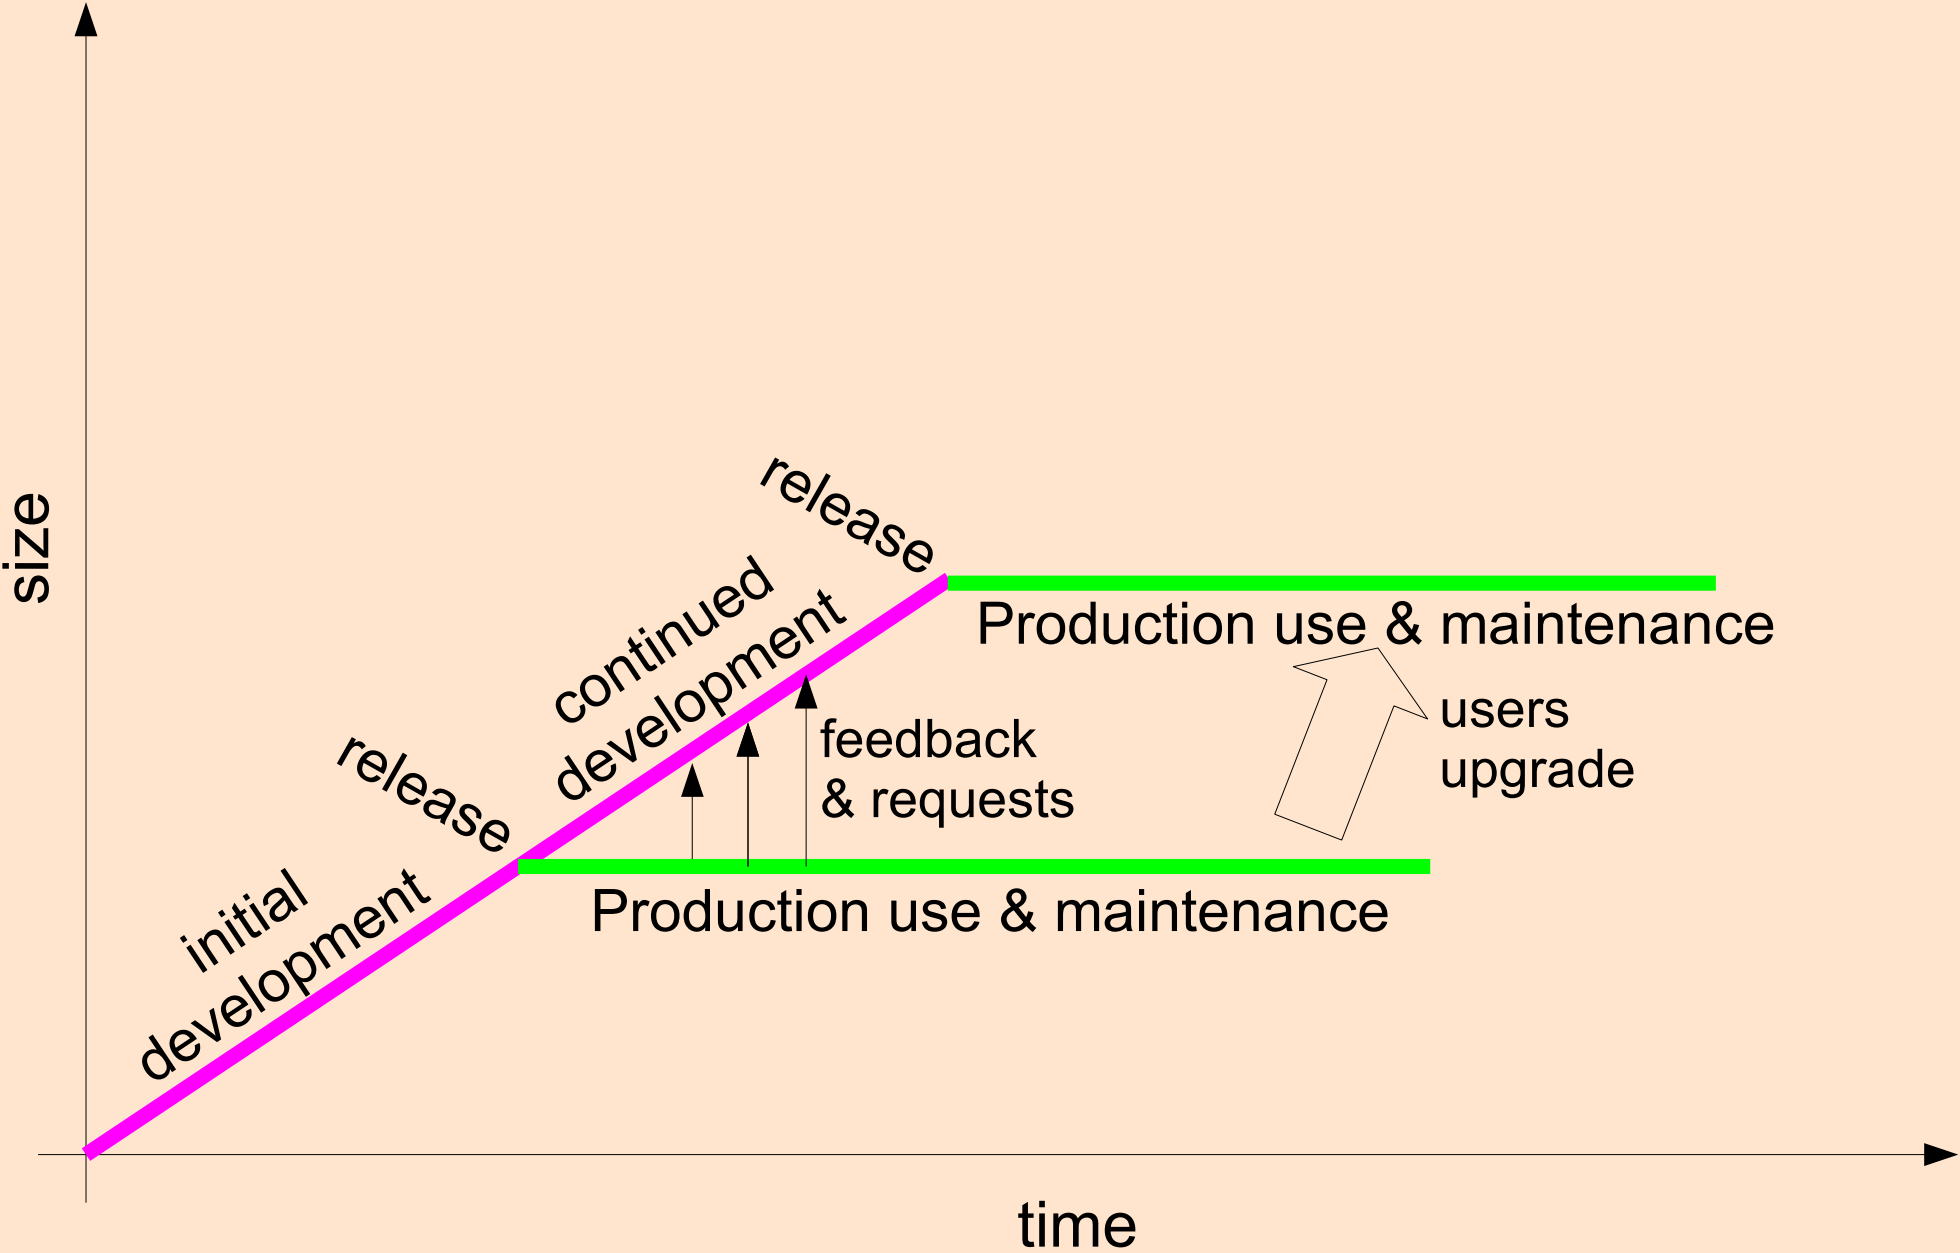 size
release
continued
development
release
initial
development
Production use & maintenance
feedback
& requests
users
upgrade
Production use & maintenance
time